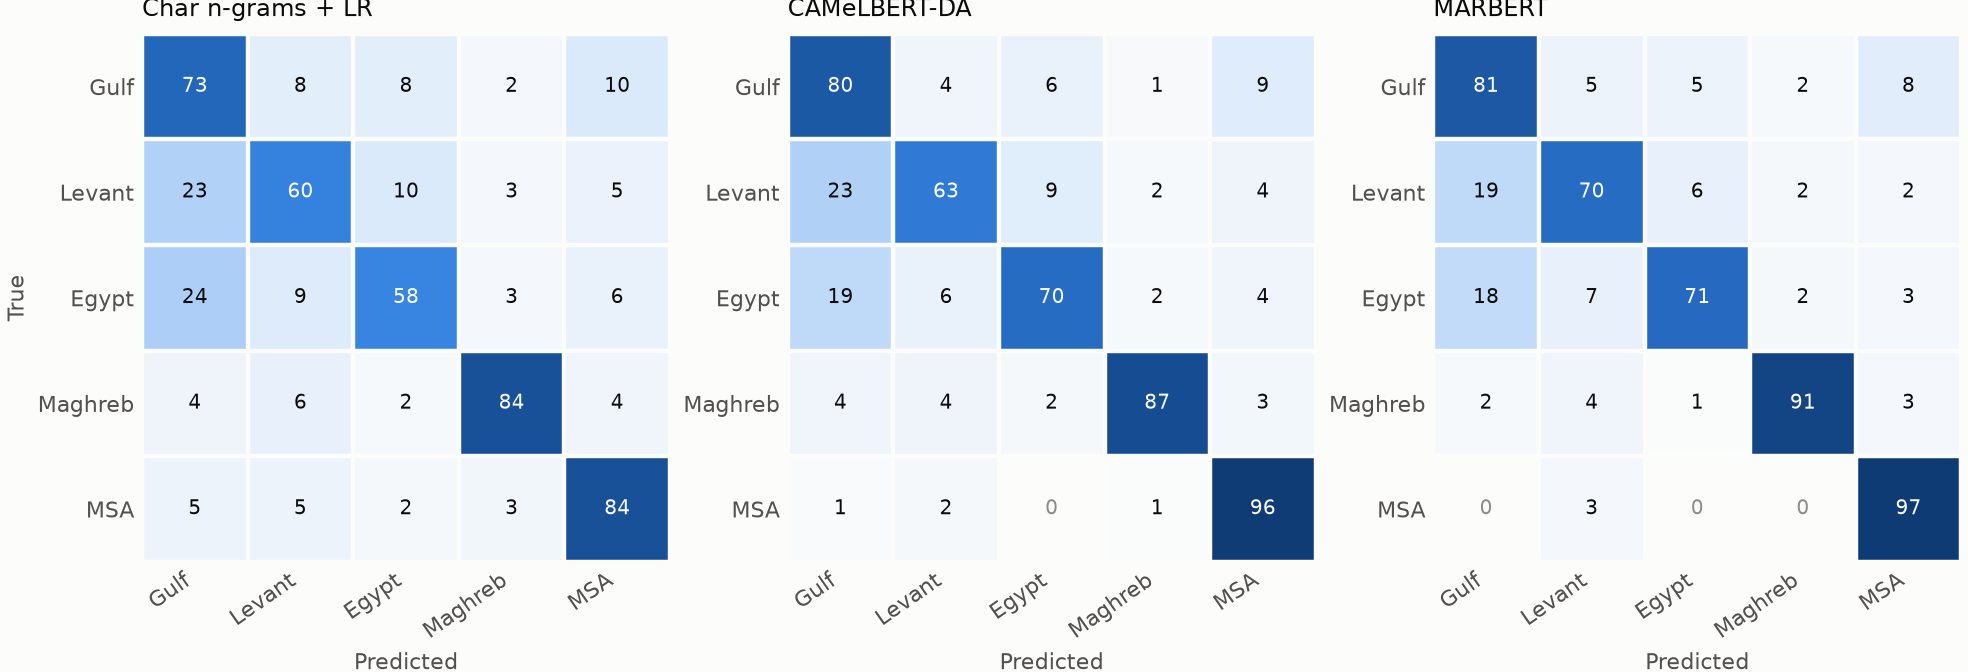 Char n-grams + LR
CAMeLBERT-DA
MARBERT
True
Gulf 73 8 8 2 10
Levant 23 60 10 3 5
Egypt 24 9 58 3 6
Maghreb 4 6 2 84 4
MSA 5 5 2 3 84
Gulf Levant Egypt Maghreb MSA
Predicted
Gulf 80 4 6 1 9
Levant 23 63 9 2 4
Egypt 19 6 70 2 4
Maghreb 4 4 2 87 3
MSA 1 2 0 1 96
Gulf Levant Egypt Maghreb MSA
Predicted
Gulf 81 5 5 2 8
Levant 19 70 6 2 2
Egypt 18 7 71 2 3
Maghreb 2 4 1 91 3
MSA 0 3 0 0 97
Gulf Levant Egypt Maghreb MSA
Predicted